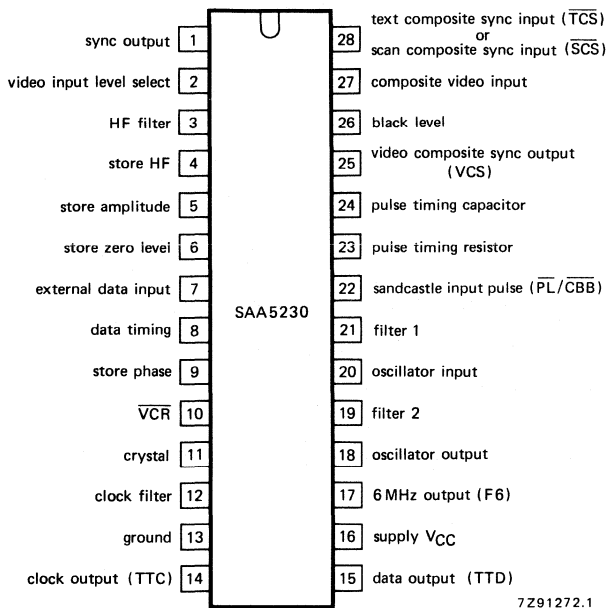 text composite sync input (T̅C̅S̅)
or
sync output 1 28 scan composite sync input (S̅C̅S̅)
video input level select 2 27 composite video input
HF filter 3 26 black level
store HF 4 25 video composite sync output
(VCS)
store amplitude 5 24 pulse timing capacitor
store zero level 6 23 pulse timing resistor
external data input 7 22 sandcastle input pulse (P̅L̅/C̅B̅B̅)
SAA5230
data timing 8 21 filter 1
store phase 9 20 oscillator input
V̅C̅R̅ 10 19 filter 2
crystal 11 18 oscillator output
clock filter 12 17 6 MHz output (F6)
ground 13 16 supply VCC
clock output (TTC) 14 15 data output (TTD)
7Z91272.1